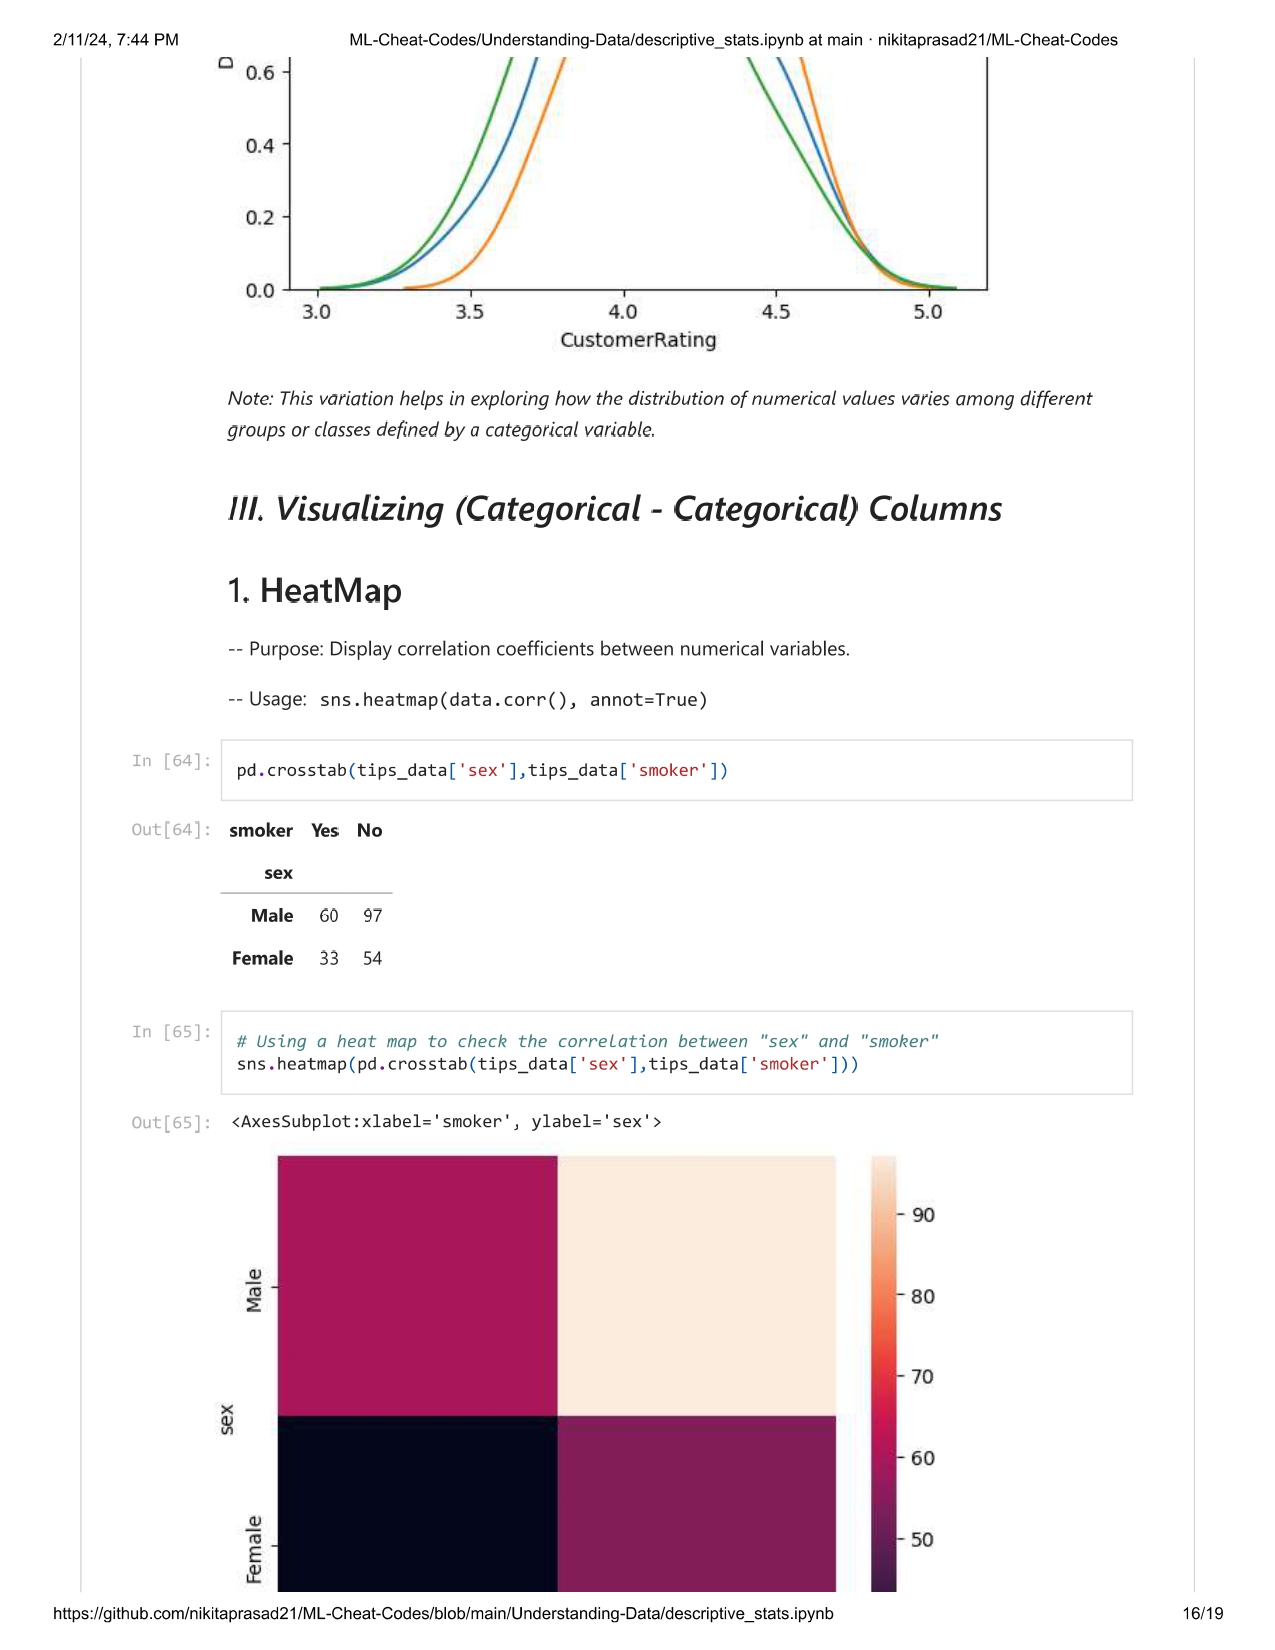 2/11/24, 7:44 PM
ML-Cheat-Codes/Understanding-Data/descriptive_stats.ipynb at main · nikitaprasad21/ML-Cheat-Codes
D
0.6
0.4
0.2
0.0
3.0 3.5 4.0 4.5 5.0
CustomerRating
Note: This variation helps in exploring how the distribution of numerical values varies among different
groups or classes defined by a categorical variable.
III. Visualizing (Categorical - Categorical) Columns
1. HeatMap
-- Purpose: Display correlation coefficients between numerical variables.
-- Usage: sns.heatmap(data.corr(), annot=True)
In [64]:
pd.crosstab(tips_data['sex'],tips_data['smoker'])
Out[64]:
smoker Yes No
sex
Male 60 97
Female 33 54
In [65]:
# Using a heat map to check the correlation between "sex" and "smoker"
sns.heatmap(pd.crosstab(tips_data['sex'],tips_data['smoker']))
Out[65]:
<AxesSubplot:xlabel='smoker', ylabel='sex'>
90
80
70
60
50
Male
sex
Female
https://github.com/nikitaprasad21/ML-Cheat-Codes/blob/main/Understanding-Data/descriptive_stats.ipynb
16/19